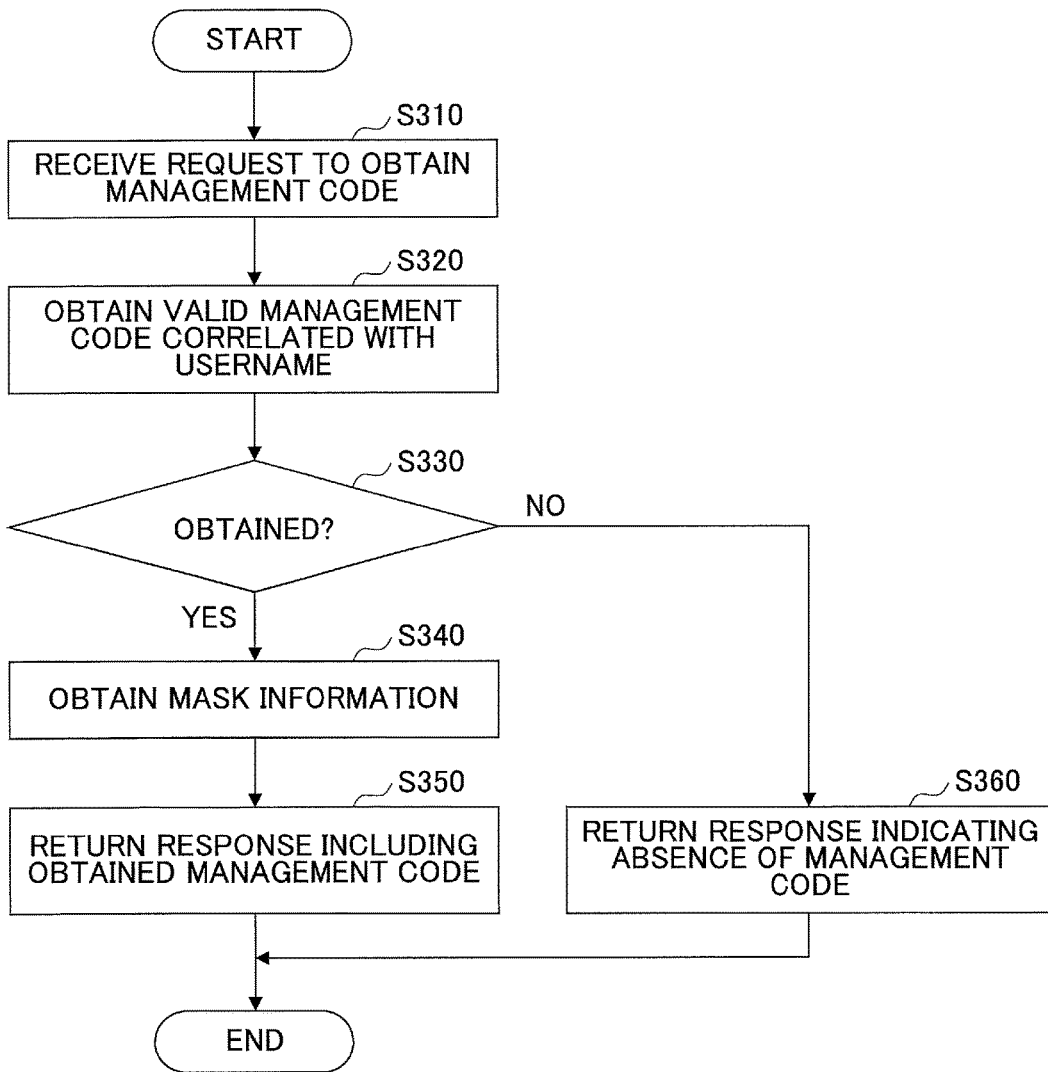 START
S310
RECEIVE REQUEST TO OBTAIN
MANAGEMENT CODE
S320
OBTAIN VALID MANAGEMENT
CODE CORRELATED WITH
USERNAME
S330
OBTAINED?
NO
YES
S340
OBTAIN MASK INFORMATION
S350
RETURN RESPONSE INCLUDING
OBTAINED MANAGEMENT CODE
S360
RETURN RESPONSE INDICATING
ABSENCE OF MANAGEMENT
CODE
END